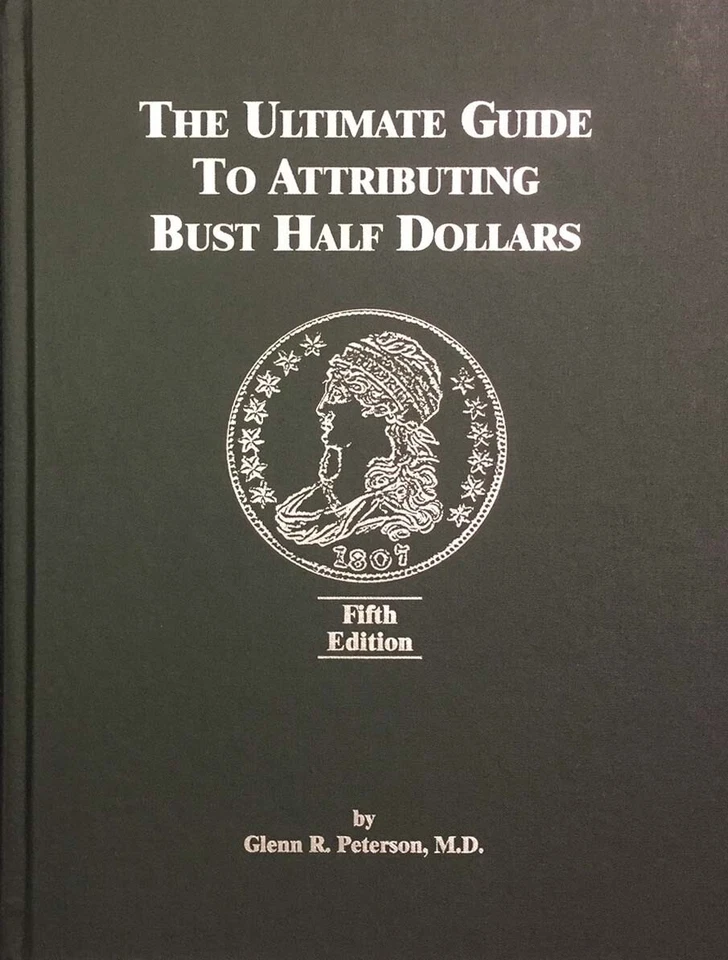 THE ULTIMATE GUIDE
TO ATTRIBUTING
BUST HALF DOLLARS
1807
Fifth
Edition
by
Glenn R. Peterson, M.D.